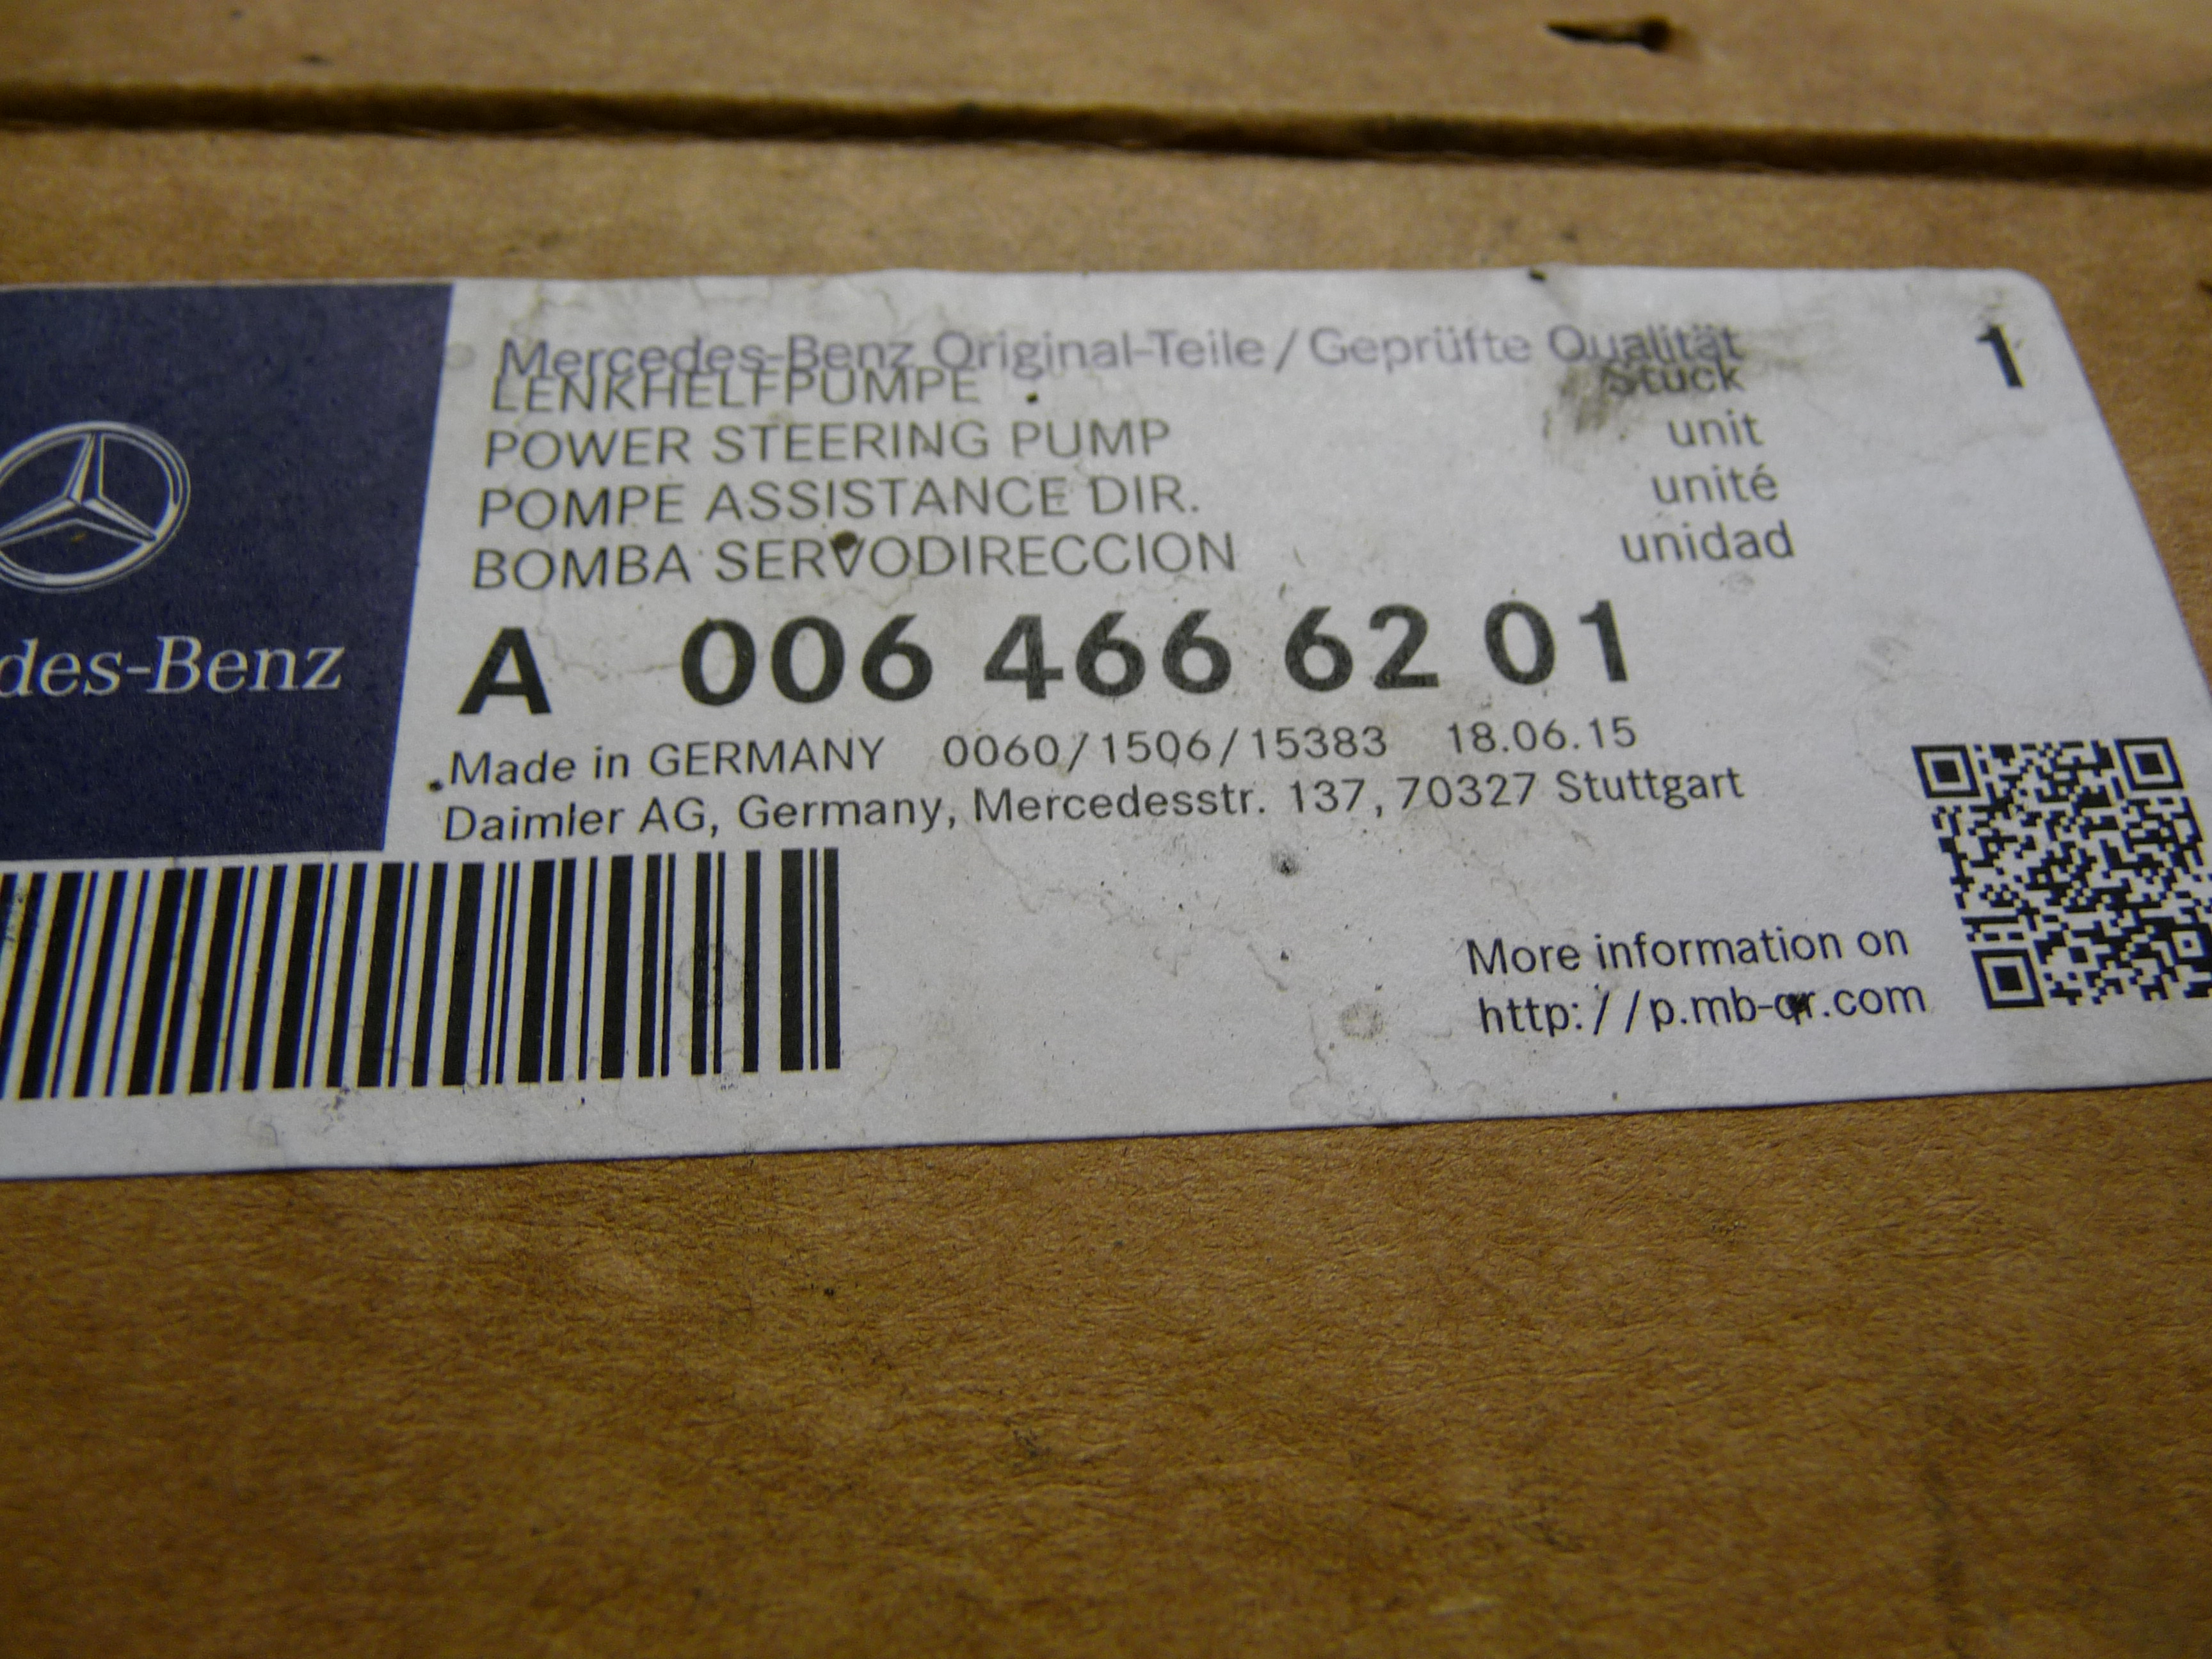 Mercedes-Benz Original-Teile / Geprüfte Qualität
LENKHELFPUMPE Stück 1
POWER STEERING PUMP unit
POMPE ASSISTANCE DIR. unité
BOMBA SERVODIRECCION unidad
des-Benz
A 006 466 62 01
Made in GERMANY 0060/1506/15383 18.06.15
Daimler AG, Germany, Mercedesstr. 137, 70327 Stuttgart
More information on
http://p.mb-qr.com